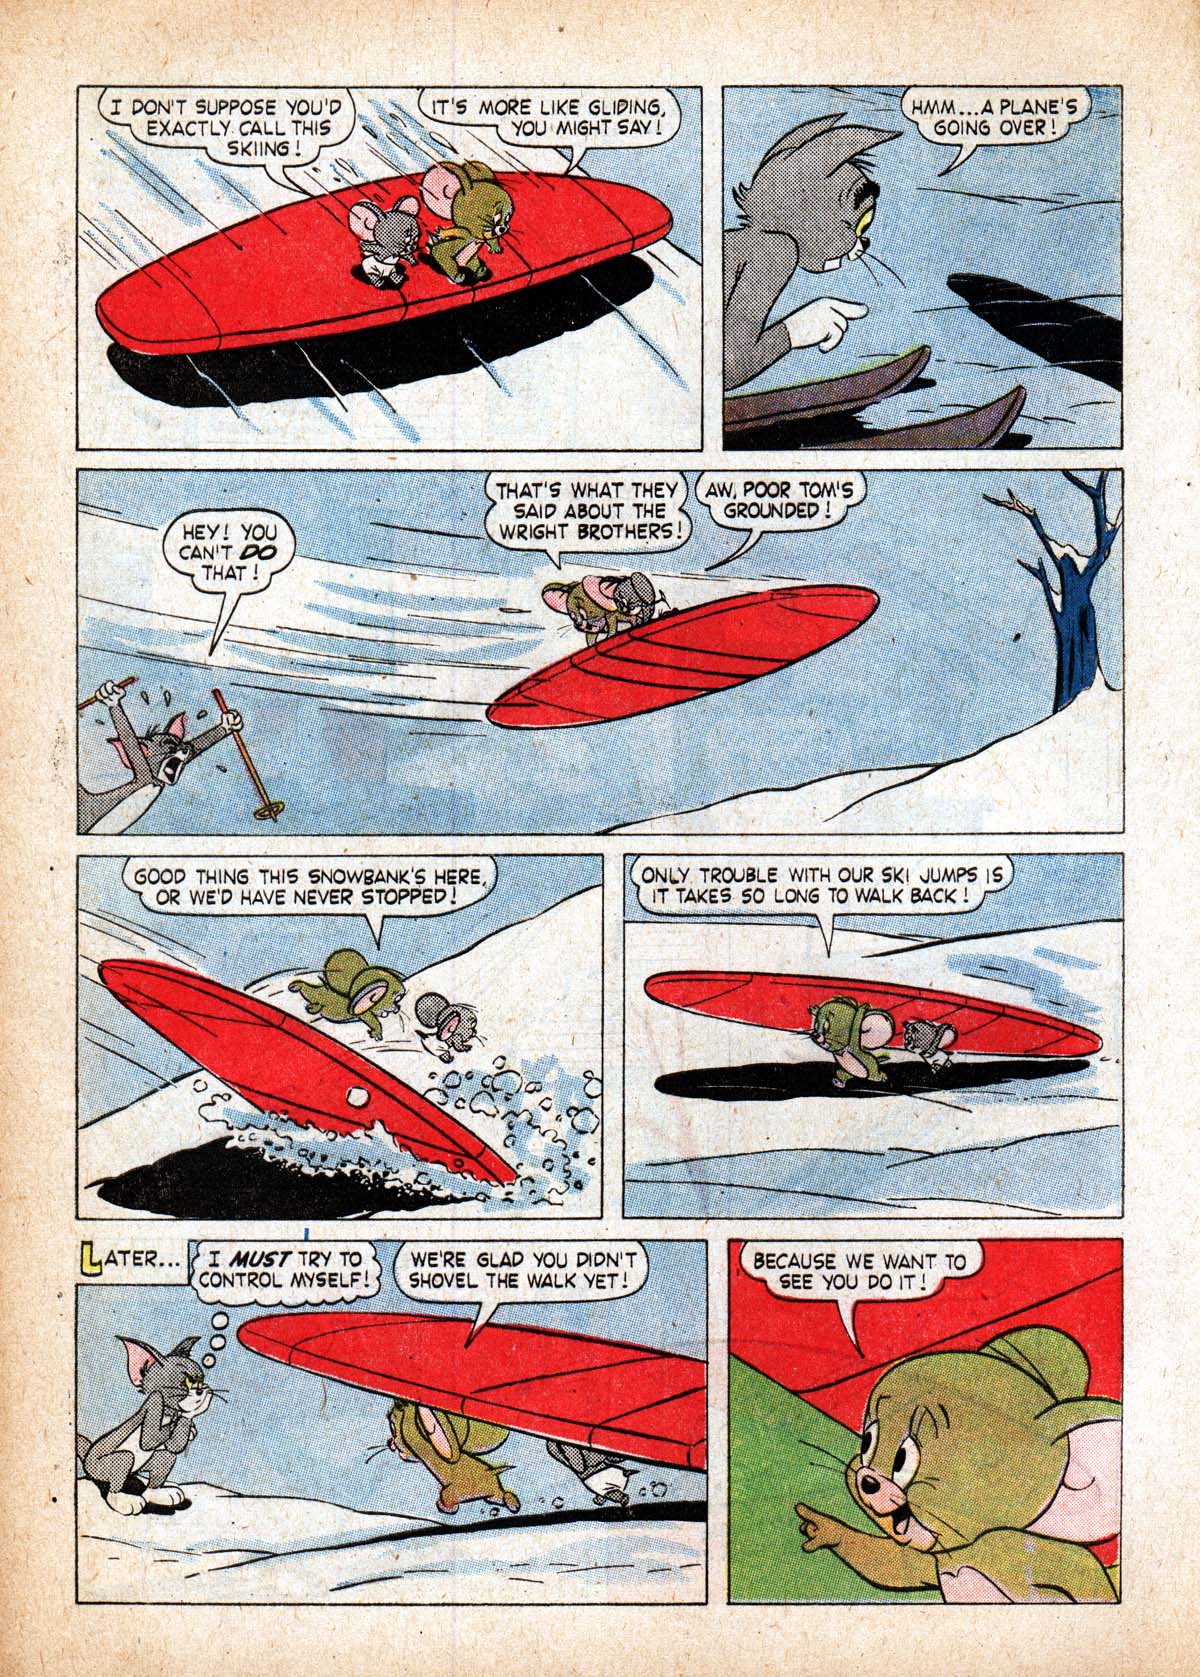 I DON'T SUPPOSE YOU'D
EXACTLY CALL THIS
SKIING!
IT'S MORE LIKE GLIDING,
YOU MIGHT SAY!
HMM...A PLANE'S
GOING OVER!
HEY! YOU
CAN'T DO
THAT!
THAT'S WHAT THEY
SAID ABOUT THE
WRIGHT BROTHERS!
AW, POOR TOM'S
GROUNDED!
GOOD THING THIS SNOWBANK'S HERE,
OR WE'D HAVE NEVER STOPPED!
ONLY TROUBLE WITH OUR SKI JUMPS IS
IT TAKES SO LONG TO WALK BACK!
LATER...
I MUST TRY TO
CONTROL MYSELF!
WE'RE GLAD YOU DIDN'T
SHOVEL THE WALK YET!
BECAUSE WE WANT TO
SEE YOU DO IT!